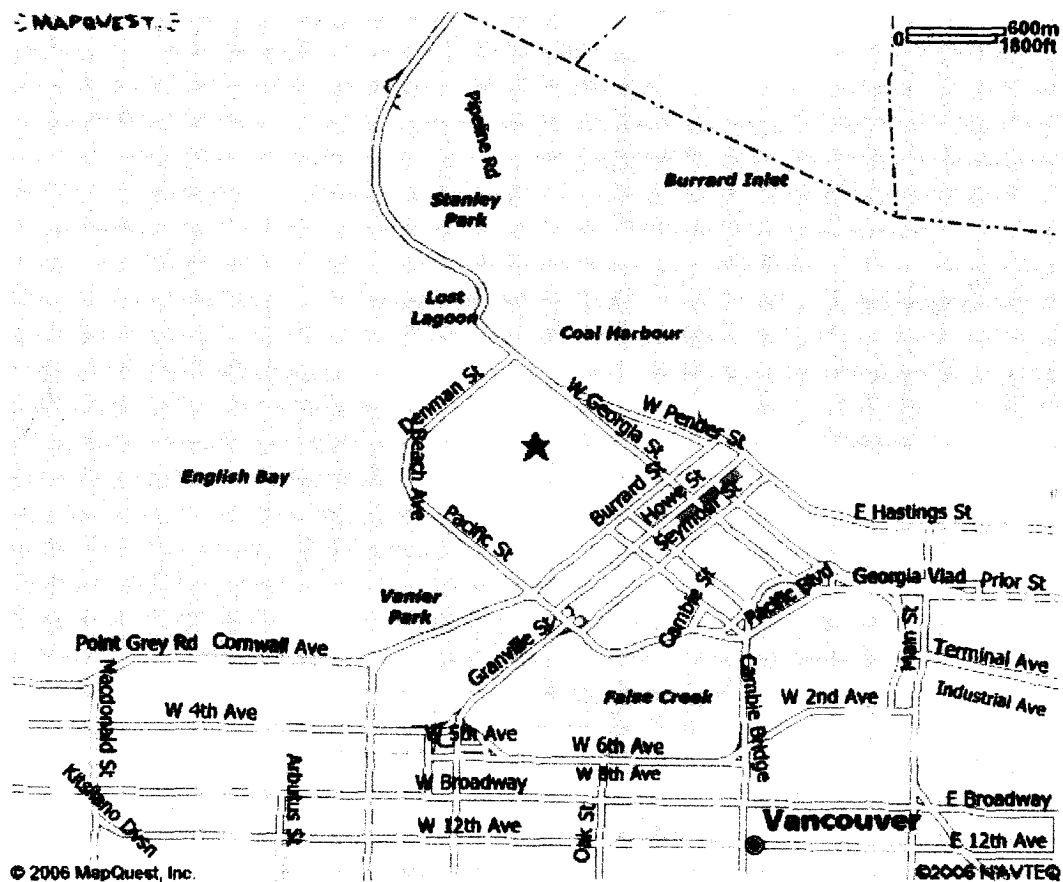 MAPQUEST
600m
0
1800ft
Pipeline Rd
Burrard Inlet
Stanley
Park
Lost
Lagoon
Coal Harbour
Denman St
W Georgia St
W Pender St
Beach Ave
English Bay
Burrard St
Howe St
Seymour St
Pacific St
E Hastings St
Georgia Viad
Prior St
Vanier
Park
Cambie St
Pacific Blvd
Main St
Point Grey Rd
Cornwall Ave
Granville St
Terminal Ave
Macdonald St
False Creek
Cambie Bridge
W 2nd Ave
Industrial Ave
W 4th Ave
W 5th Ave
W 6th Ave
W 8th Ave
Kitsilano Dvsn
Arbutus St
W Broadway
Oak St
E Broadway
W 12th Ave
Vancouver
E 12th Ave
© 2006 MapQuest, Inc.
©2006 NAVTEQ